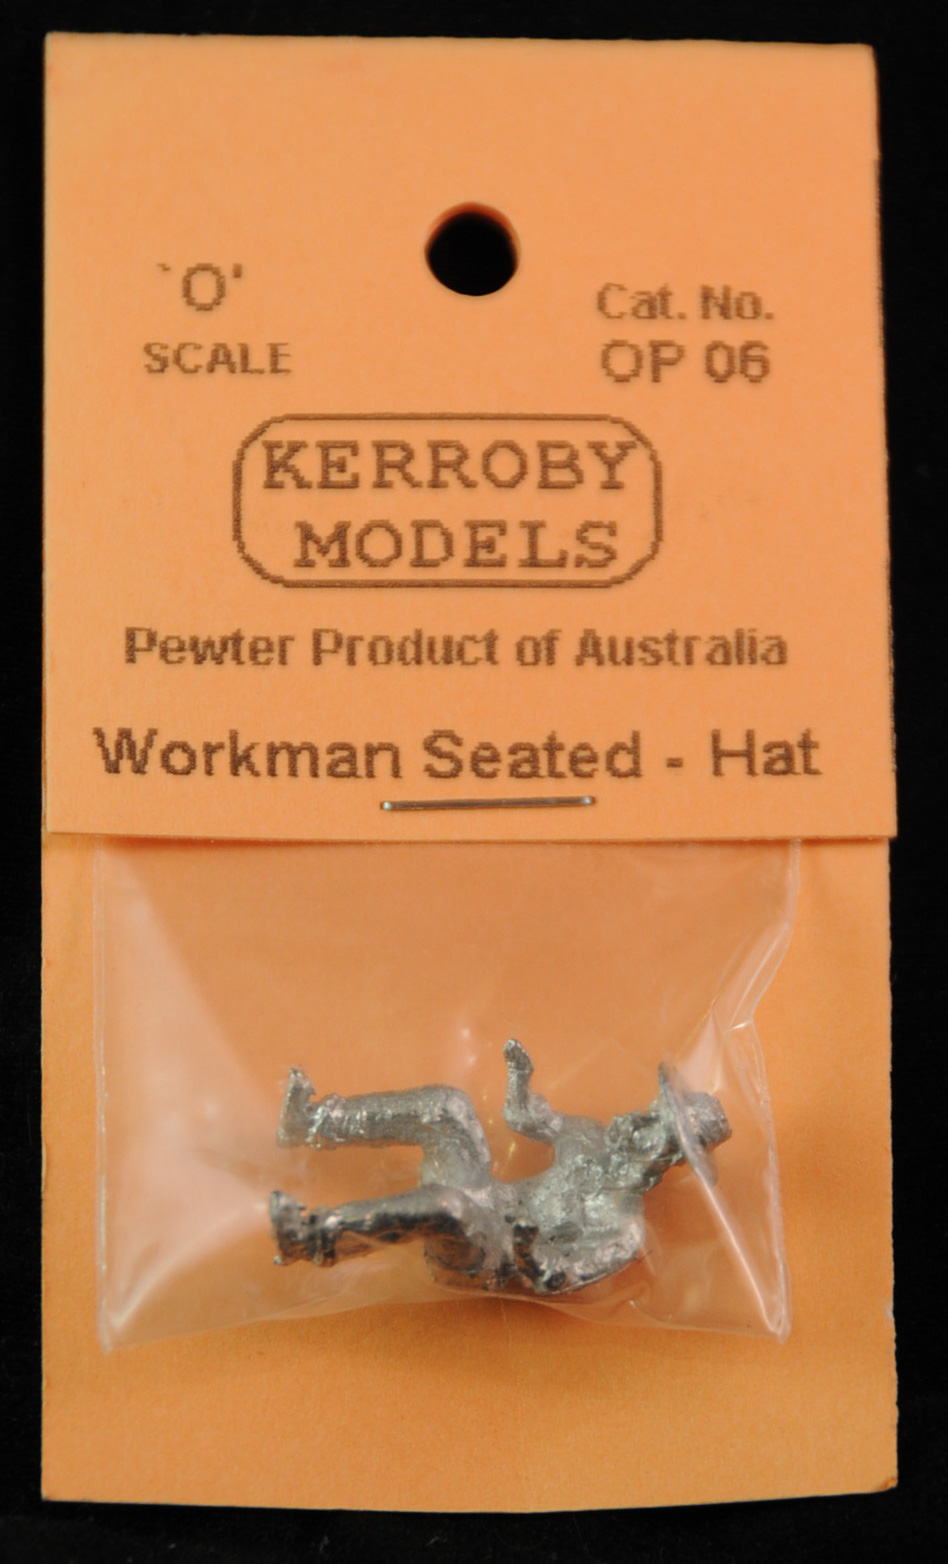 `O'
SCALE
Cat. No.
OP 06
KERROBY
MODELS
Pewter Product of Australia
Workman Seated - Hat